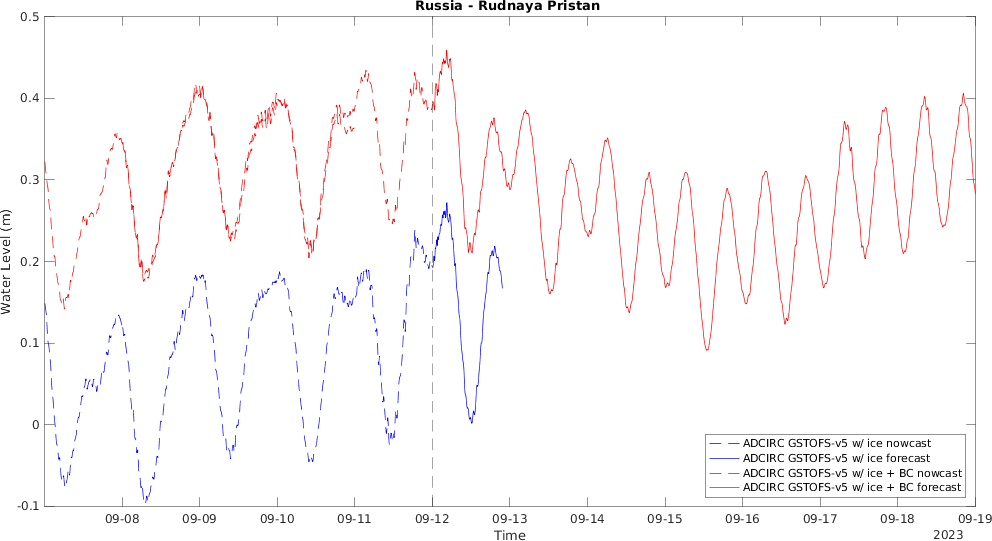 Russia - Rudnaya Pristan
0.5
0.4
0.3
0.2
0.1
0
-0.1
Water Level (m)
09-08
09-09
09-10
09-11
09-12
09-13
09-14
09-15
09-16
09-17
09-18
09-19
Time
2023
ADCIRC GSTOFS-v5 w/ ice nowcast
ADCIRC GSTOFS-v5 w/ ice forecast
ADCIRC GSTOFS-v5 w/ ice + BC nowcast
ADCIRC GSTOFS-v5 w/ ice + BC forecast